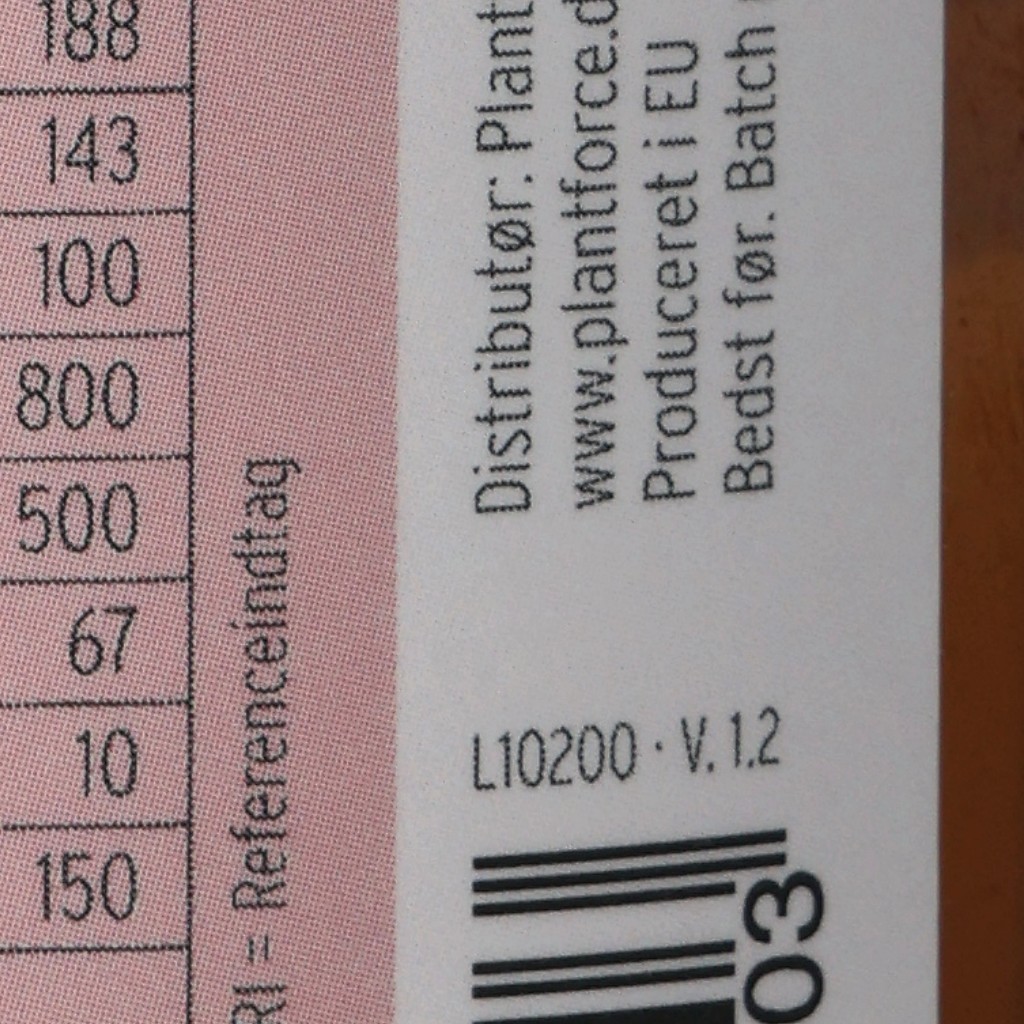 188
143
100
800
500
67
10
150
RI = Referenceindtag
Distributør: Plant
www.plantforce.d
Produceret i EU
Bedst før. Batch
L10200 · V. 1.2
03